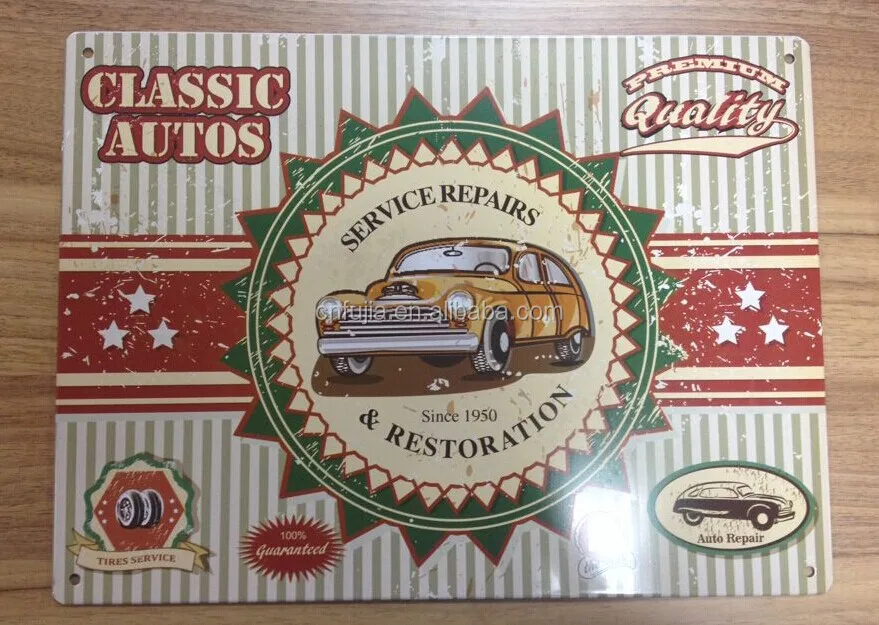 CLASSIC
AUTOS
PREMIUM
Quality
SERVICE REPAIRS
cnfujia.en.alibaba.com
Since 1950
& RESTORATION
TIRES SERVICE
100%
Guaranteed
Auto Repair